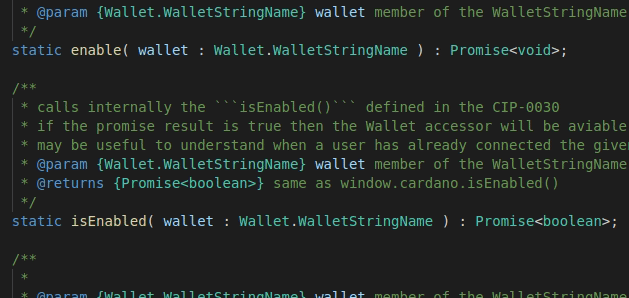 * @param {Wallet.WalletStringName} wallet member of the WalletStringName
*/
static enable( wallet : Wallet.WalletStringName ) : Promise<void>;
/**
* calls internally the ```isEnabled()``` defined in the CIP-0030
* if the promise result is true then the Wallet accessor will be aviable
* may be useful to understand when a user has already connected the give
* @param {Wallet.WalletStringName} wallet member of the WalletStringName
* @returns {Promise<boolean>} same as window.cardano.isEnabled()
*/
static isEnabled( wallet : Wallet.WalletStringName ) : Promise<boolean>;
/**
*
* @param {Wallet.WalletStringName} wallet member of the WalletStringName